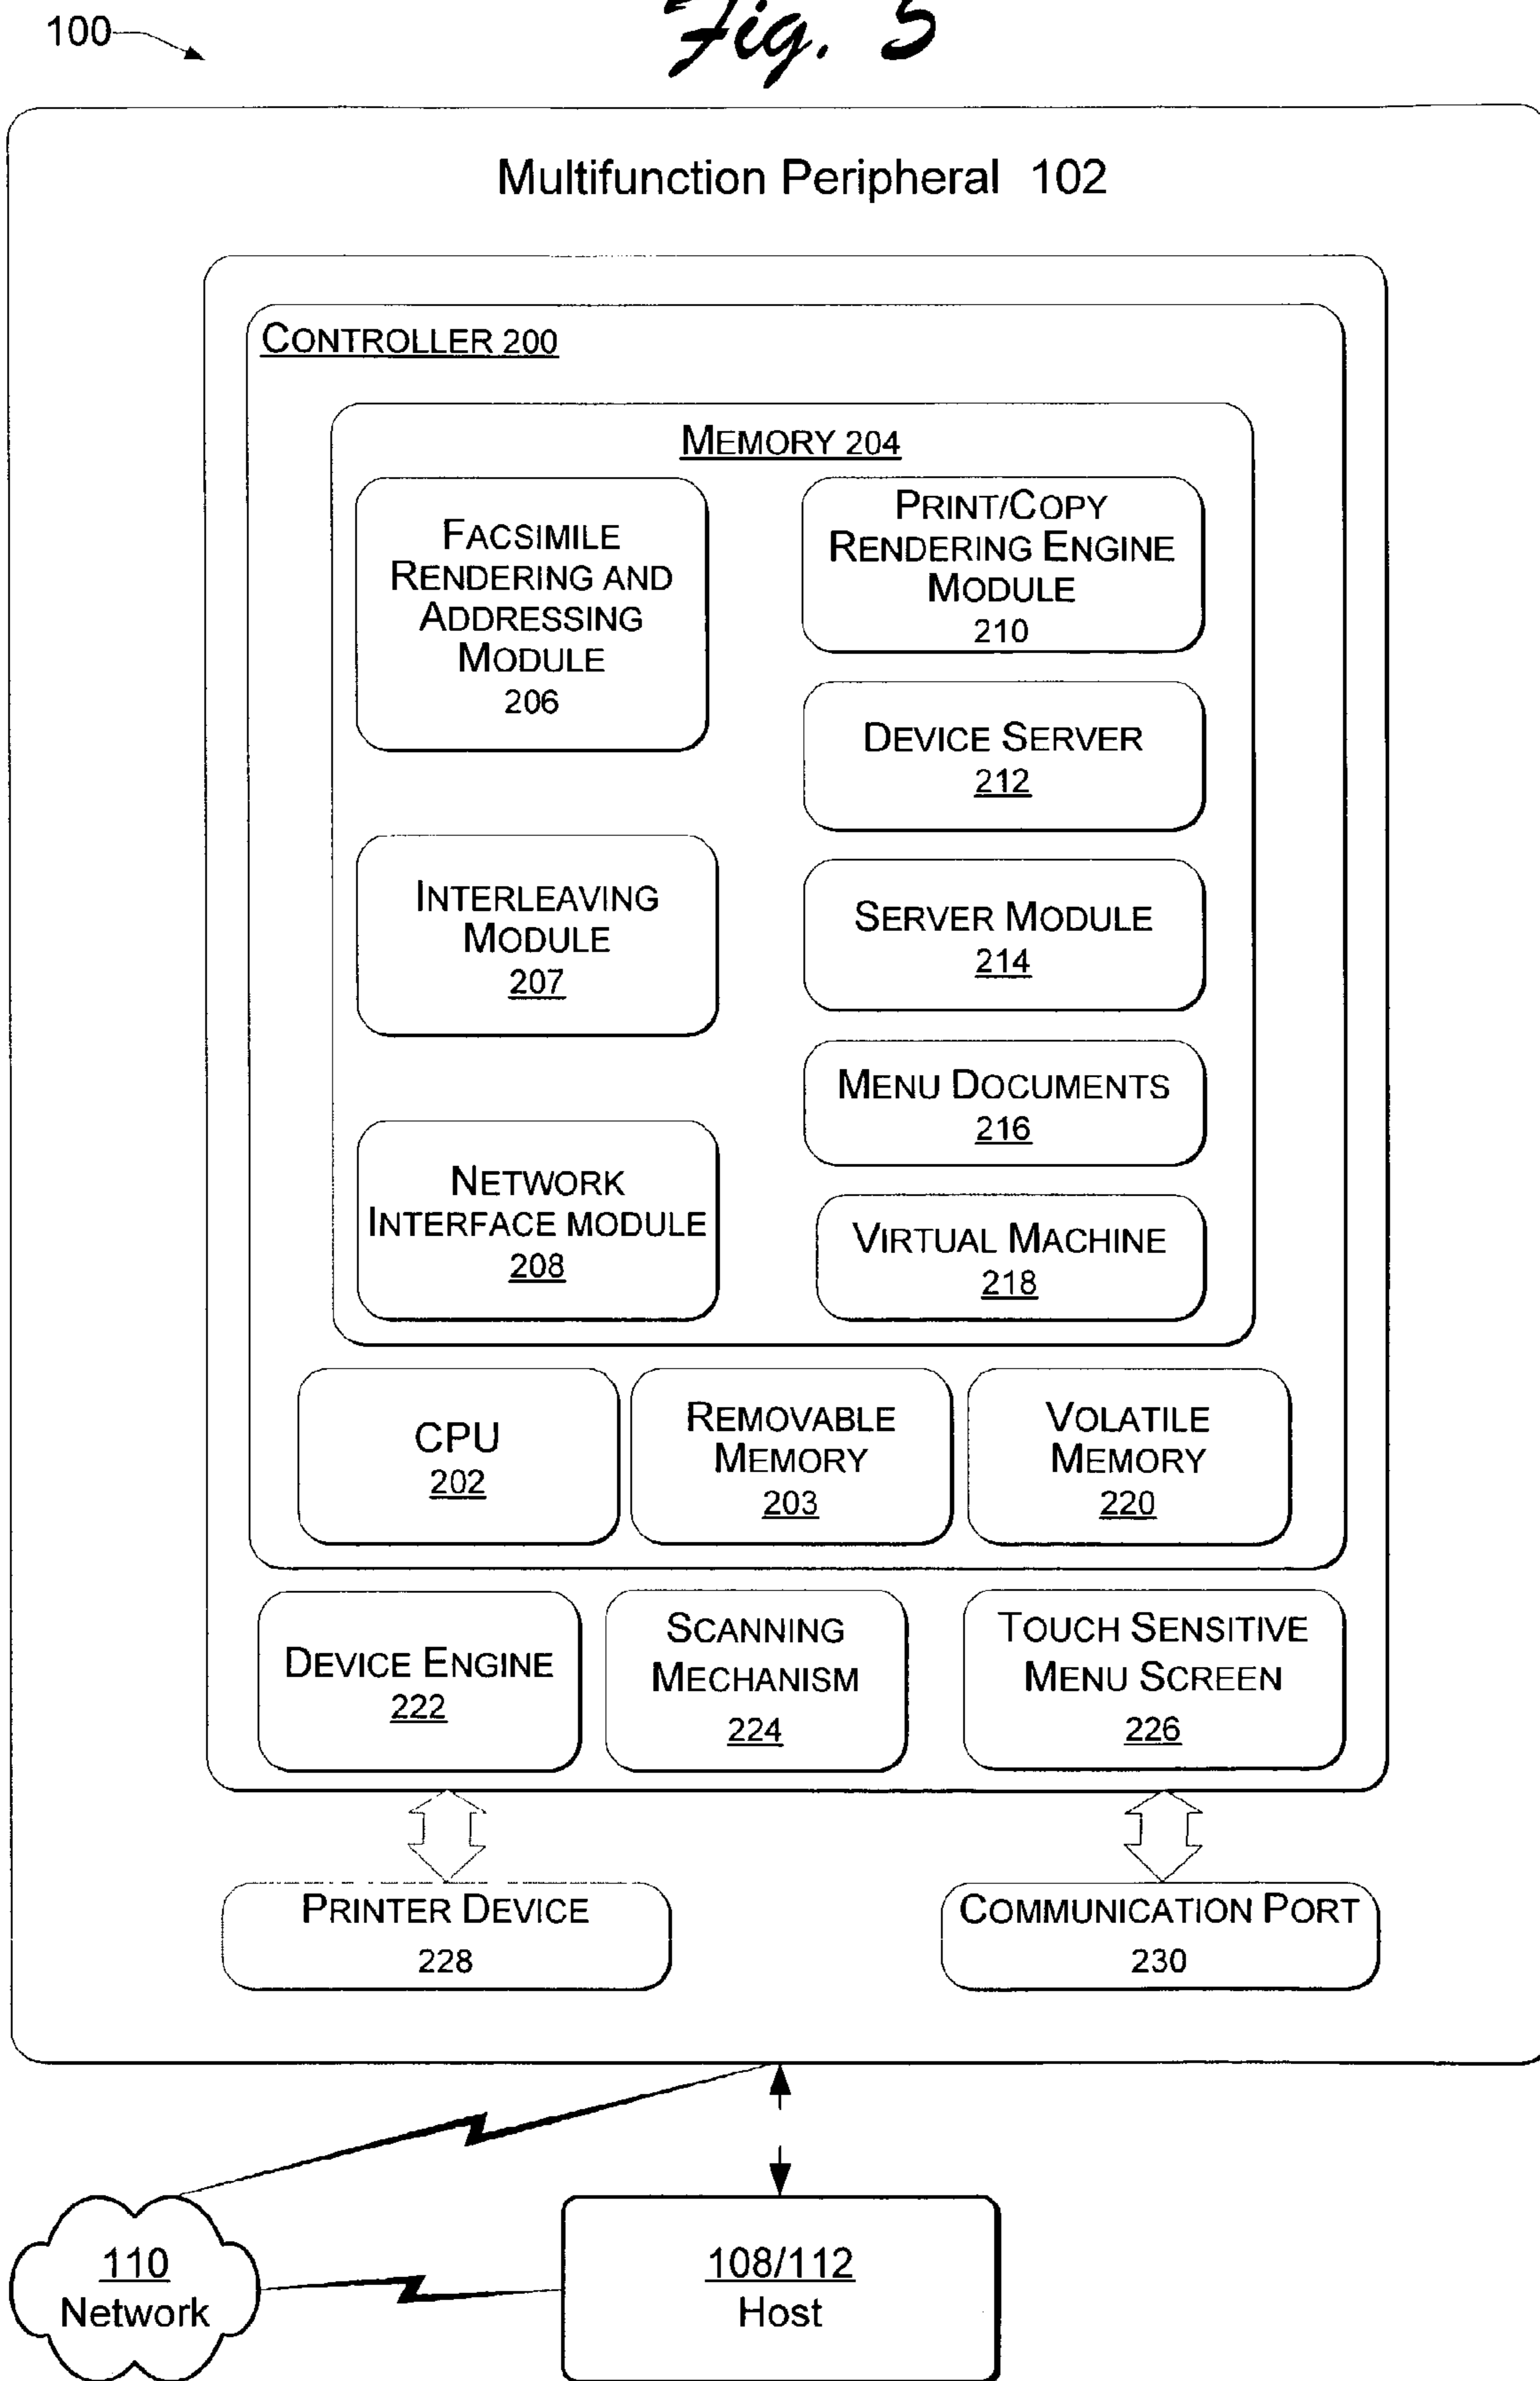 100
Fig. 5
Multifunction Peripheral 102
CONTROLLER 200
MEMORY 204
FACSIMILE
RENDERING AND
ADDRESSING
MODULE
206
PRINT/COPY
RENDERING ENGINE
MODULE
210
DEVICE SERVER
212
INTERLEAVING
MODULE
207
SERVER MODULE
214
MENU DOCUMENTS
216
NETWORK
INTERFACE MODULE
208
VIRTUAL MACHINE
218
CPU
202
REMOVABLE
MEMORY
203
VOLATILE
MEMORY
220
DEVICE ENGINE
222
SCANNING
MECHANISM
224
TOUCH SENSITIVE
MENU SCREEN
226
PRINTER DEVICE
228
COMMUNICATION PORT
230
110
Network
108/112
Host